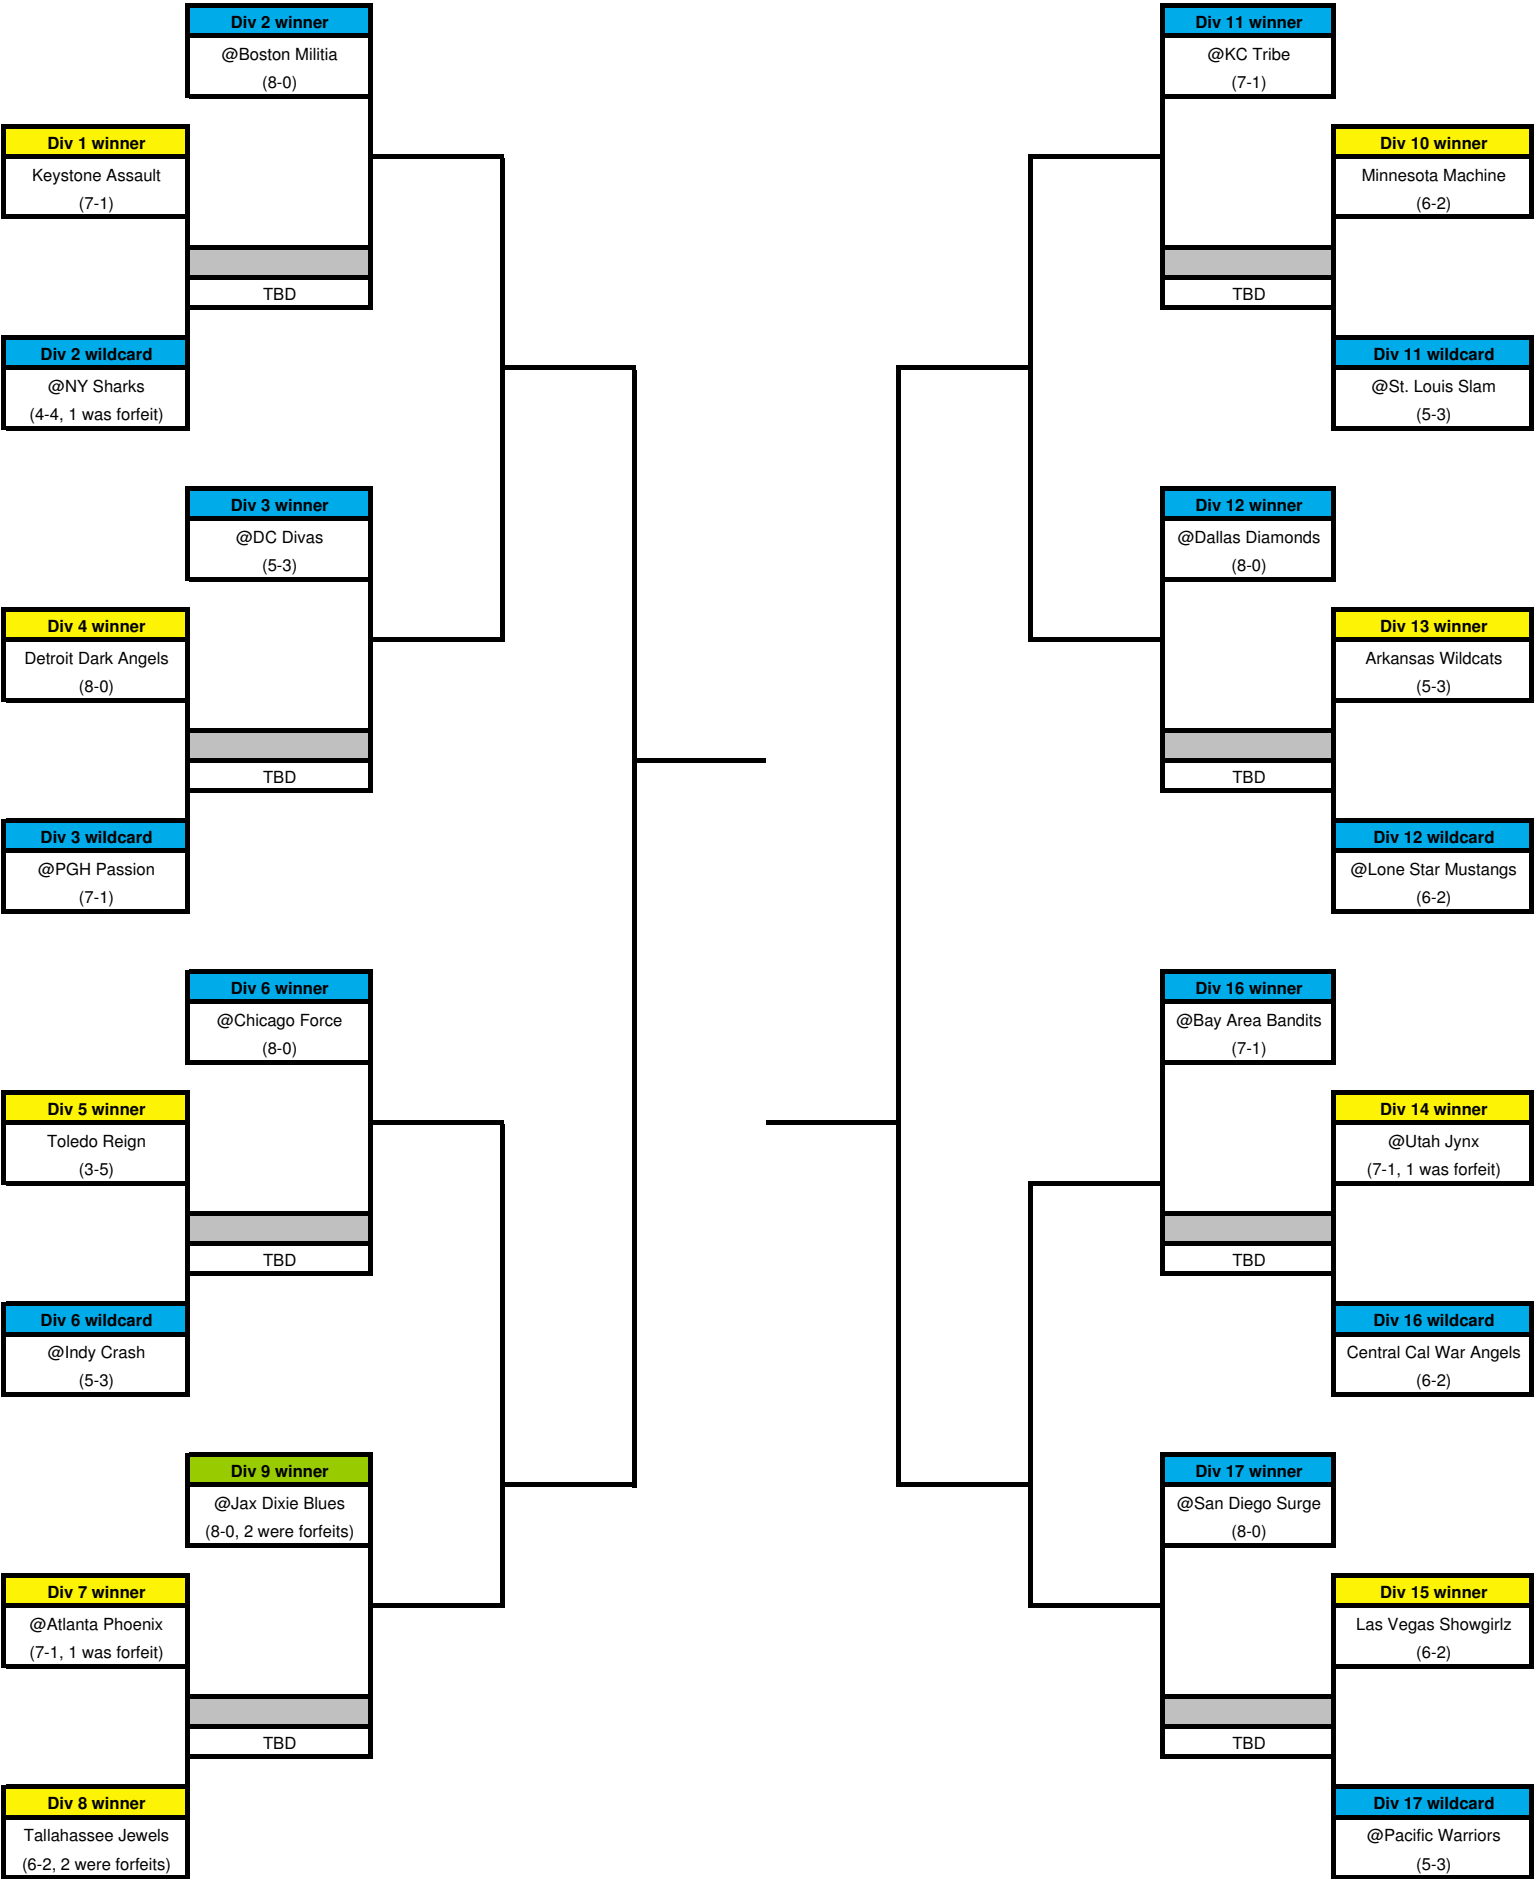 Div 2 winner
@Boston Militia
(8-0)
Div 1 winner
Keystone Assault
(7-1)
TBD
Div 2 wildcard
@NY Sharks
(4-4, 1 was forfeit)
Div 3 winner
@DC Divas
(5-3)
Div 4 winner
Detroit Dark Angels
(8-0)
TBD
Div 3 wildcard
@PGH Passion
(7-1)
Div 6 winner
@Chicago Force
(8-0)
Div 5 winner
Toledo Reign
(3-5)
TBD
Div 6 wildcard
@Indy Crash
(5-3)
Div 9 winner
@Jax Dixie Blues
(8-0, 2 were forfeits)
Div 7 winner
@Atlanta Phoenix
(7-1, 1 was forfeit)
TBD
Div 8 winner
Tallahassee Jewels
(6-2, 2 were forfeits)
Div 11 winner
@KC Tribe
(7-1)
Div 10 winner
Minnesota Machine
(6-2)
TBD
Div 11 wildcard
@St. Louis Slam
(5-3)
Div 12 winner
@Dallas Diamonds
(8-0)
Div 13 winner
Arkansas Wildcats
(5-3)
TBD
Div 12 wildcard
@Lone Star Mustangs
(6-2)
Div 16 winner
@Bay Area Bandits
(7-1)
Div 14 winner
@Utah Jynx
(7-1, 1 was forfeit)
TBD
Div 16 wildcard
Central Cal War Angels
(6-2)
Div 17 winner
@San Diego Surge
(8-0)
Div 15 winner
Las Vegas Showgirlz
(6-2)
TBD
Div 17 wildcard
@Pacific Warriors
(5-3)